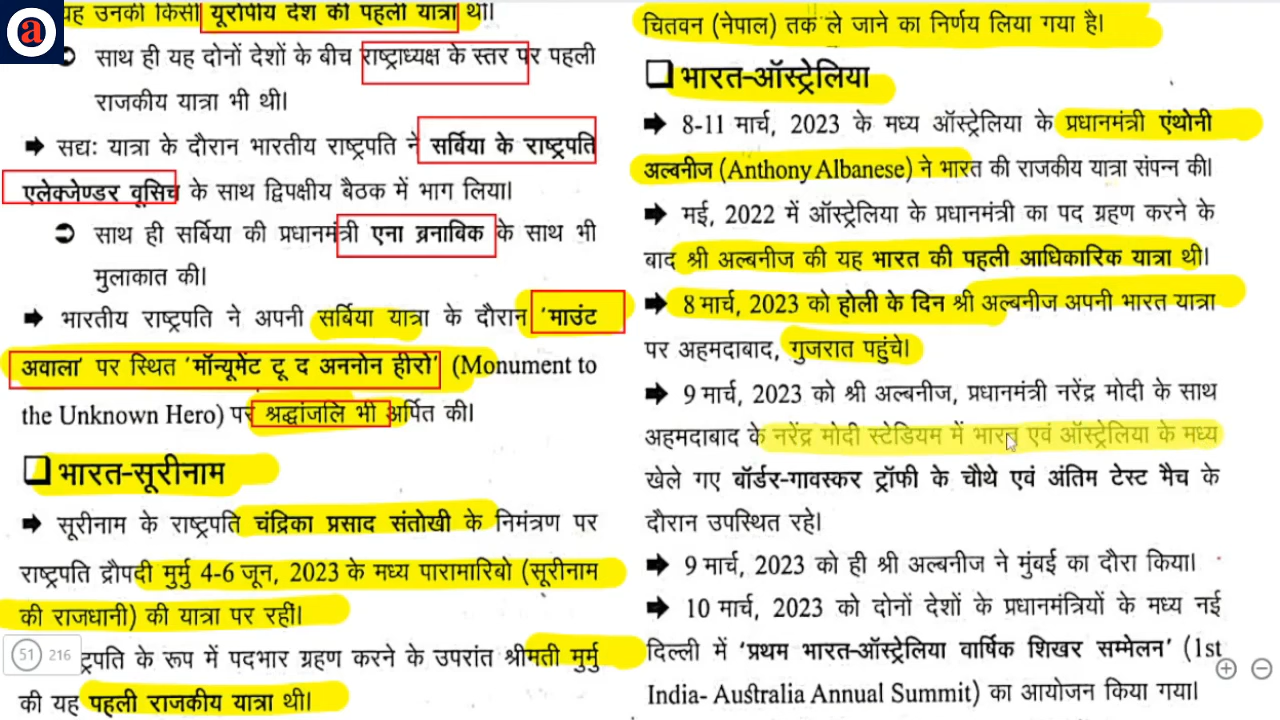 a
यह उनकी किसी यूरोपीय देश की पहली यात्रा थी।
साथ ही यह दोनों देशों के बीच राष्ट्राध्यक्ष के स्तर पर पहली
राजकीय यात्रा भी थी।
सद्यः यात्रा के दौरान भारतीय राष्ट्रपति ने सर्बिया के राष्ट्रपति
एलेक्जेण्डर वूसिच के साथ द्विपक्षीय बैठक में भाग लिया।
साथ ही सर्बिया की प्रधानमंत्री एना ब्रनाबिक के साथ भी
मुलाकात की।
भारतीय राष्ट्रपति ने अपनी सर्बिया यात्रा के दौरान 'माउंट
अवाला' पर स्थित 'मॉन्यूमेंट टू द अननोन हीरो' (Monument to
the Unknown Hero) पर श्रद्धांजलि भी अर्पित की।
भारत-सूरीनाम
सूरीनाम के राष्ट्रपति चंद्रिका प्रसाद संतोखी के निमंत्रण पर
राष्ट्रपति द्रौपदी मुर्मु 4-6 जून, 2023 के मध्य पारामारिबो (सूरीनाम
की राजधानी) की यात्रा पर रहीं।
ट्रपति के रूप में पदभार ग्रहण करने के उपरांत श्रीमती मुर्मु
की यह पहली राजकीय यात्रा थी।
51 216
चितवन (नेपाल) तक ले जाने का निर्णय लिया गया है।
भारत-ऑस्ट्रेलिया
8-11 मार्च, 2023 के मध्य ऑस्ट्रेलिया के प्रधानमंत्री एंथोनी
अल्बनीज (Anthony Albanese) ने भारत की राजकीय यात्रा संपन्न की।
मई, 2022 में ऑस्ट्रेलिया के प्रधानमंत्री का पद ग्रहण करने के
बाद श्री अल्बनीज की यह भारत की पहली आधिकारिक यात्रा थी।
8 मार्च, 2023 को होली के दिन श्री अल्बनीज अपनी भारत यात्रा
पर अहमदाबाद, गुजरात पहुंचे।
9 मार्च, 2023 को श्री अल्बनीज, प्रधानमंत्री नरेंद्र मोदी के साथ
अहमदाबाद के नरेंद्र मोदी स्टेडियम में भारत एवं ऑस्ट्रेलिया के मध्य
खेले गए बॉर्डर-गावस्कर ट्रॉफी के चौथे एवं अंतिम टेस्ट मैच के
दौरान उपस्थित रहे।
9 मार्च, 2023 को ही श्री अल्बनीज ने मुंबई का दौरा किया।
10 मार्च, 2023 को दोनों देशों के प्रधानमंत्रियों के मध्य नई
दिल्ली में 'प्रथम भारत-ऑस्ट्रेलिया वार्षिक शिखर सम्मेलन' (1st
India- Australia Annual Summit) का आयोजन किया गया।